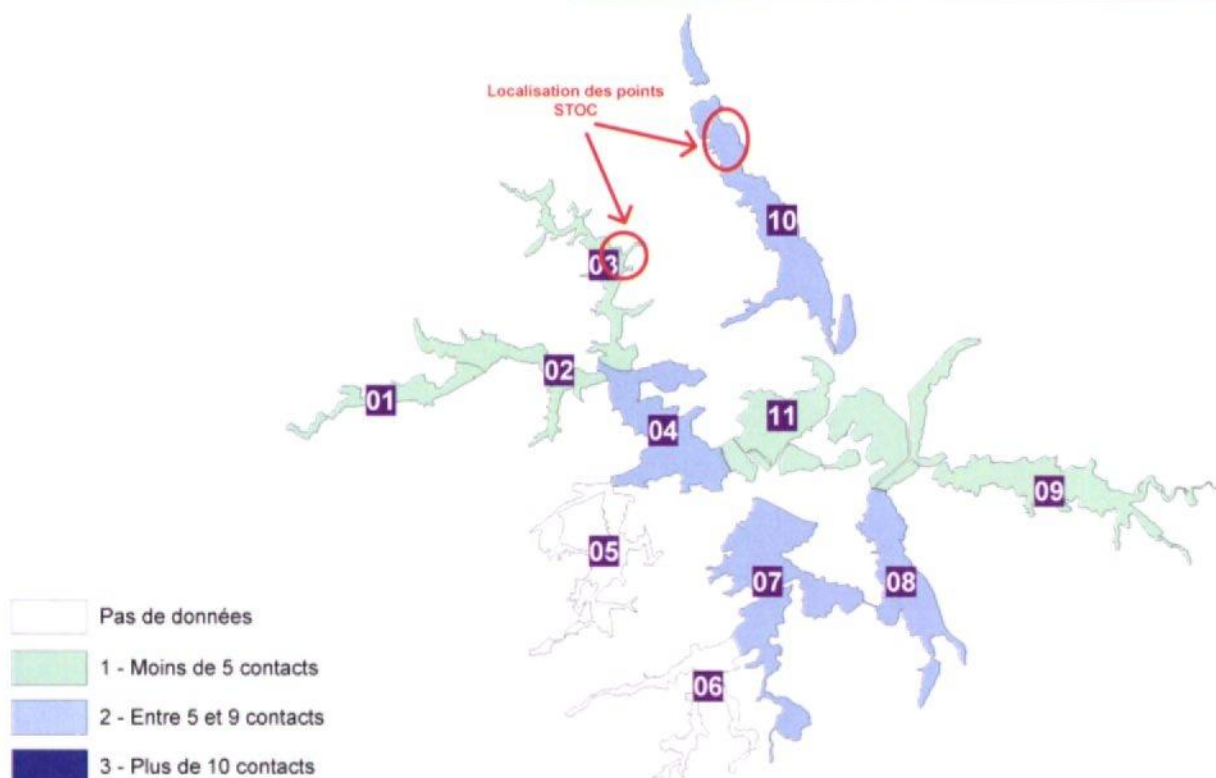 Localisation des points
STOC
10
03
02
01
11
04
09
05
07
08
06
Pas de données
1 - Moins de 5 contacts
2 - Entre 5 et 9 contacts
3 - Plus de 10 contacts